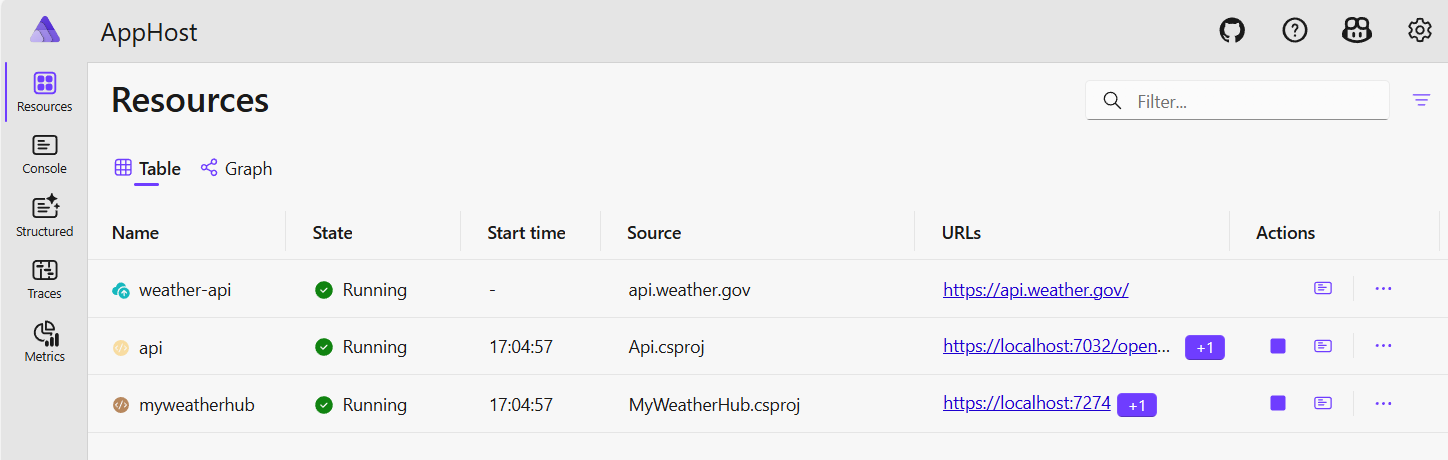 AppHost
Resources
Console
Structured
Traces
Metrics
Resources
Filter...
Table Graph
Name State Start time Source URLs Actions
weather-api Running - api.weather.gov https://api.weather.gov/
api Running 17:04:57 Api.csproj https://localhost:7032/open... +1
myweatherhub Running 17:04:57 MyWeatherHub.csproj https://localhost:7274 +1